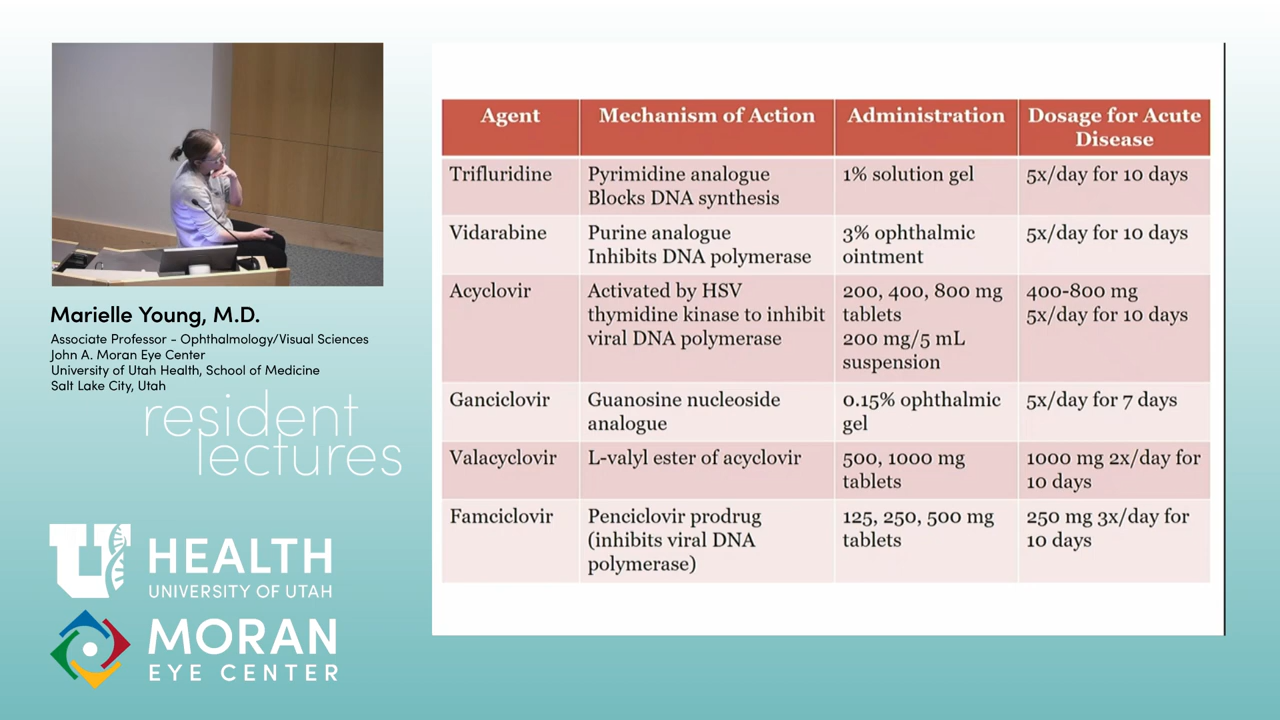 Marielle Young, M.D.
Associate Professor - Ophthalmology/Visual Sciences
John A. Moran Eye Center
University of Utah Health, School of Medicine
Salt Lake City, Utah
resident
lectures
U HEALTH
UNIVERSITY OF UTAH
MORAN
EYE CENTER
Agent
Mechanism of Action
Administration
Dosage for Acute
Disease
Trifluridine
Pyrimidine analogue
Blocks DNA synthesis
1% solution gel
5x/day for 10 days
Vidarabine
Purine analogue
Inhibits DNA polymerase
3% ophthalmic
ointment
5x/day for 10 days
Acyclovir
Activated by HSV
thymidine kinase to inhibit
viral DNA polymerase
200, 400, 800 mg
tablets
200 mg/5 mL
suspension
400-800 mg
5x/day for 10 days
Ganciclovir
Guanosine nucleoside
analogue
0.15% ophthalmic
gel
5x/day for 7 days
Valacyclovir
L-valyl ester of acyclovir
500, 1000 mg
tablets
1000 mg 2x/day for
10 days
Famciclovir
Penciclovir prodrug
(inhibits viral DNA
polymerase)
125, 250, 500 mg
tablets
250 mg 3x/day for
10 days